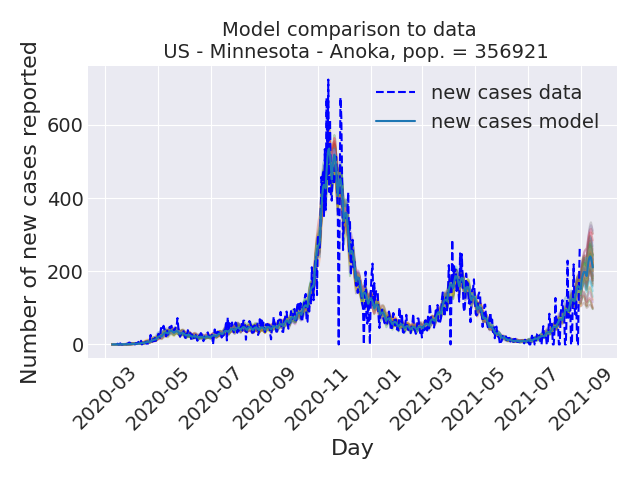 Model comparison to data
US - Minnesota - Anoka, pop. = 356921
Number of new cases reported
600
400
200
0
new cases data
new cases model
2020-03
2020-05
2020-07
2020-09
2020-11
2021-01
2021-03
2021-05
2021-07
2021-09
Day